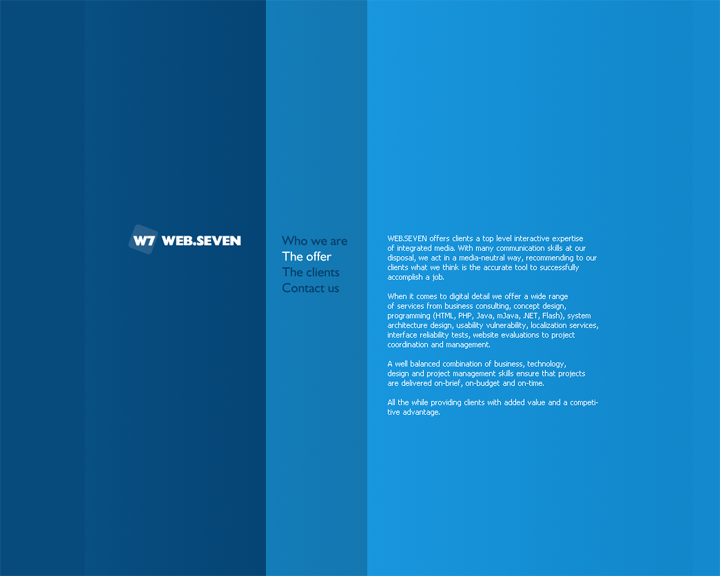 W7 WEB.SEVEN
Who we are
The offer
The clients
Contact us
WEB.SEVEN offers clients a top level interactive expertise
of integrated media. With many communication skills at our
disposal, we act in a media-neutral way, recommending to our
clients what we think is the accurate tool to successfully
accomplish a job.
When it comes to digital detail we offer a wide range
of services from business consulting, concept design,
programming (HTML, PHP, Java, mJava, .NET, Flash), system
architecture design, usability vulnerability, localization services,
interface reliability tests, website evaluations to project
coordination and management.
A well balanced combination of business, technology,
design and project management skills ensure that projects
are delivered on-brief, on-budget and on-time.
All the while providing clients with added value and a competi-
tive advantage.